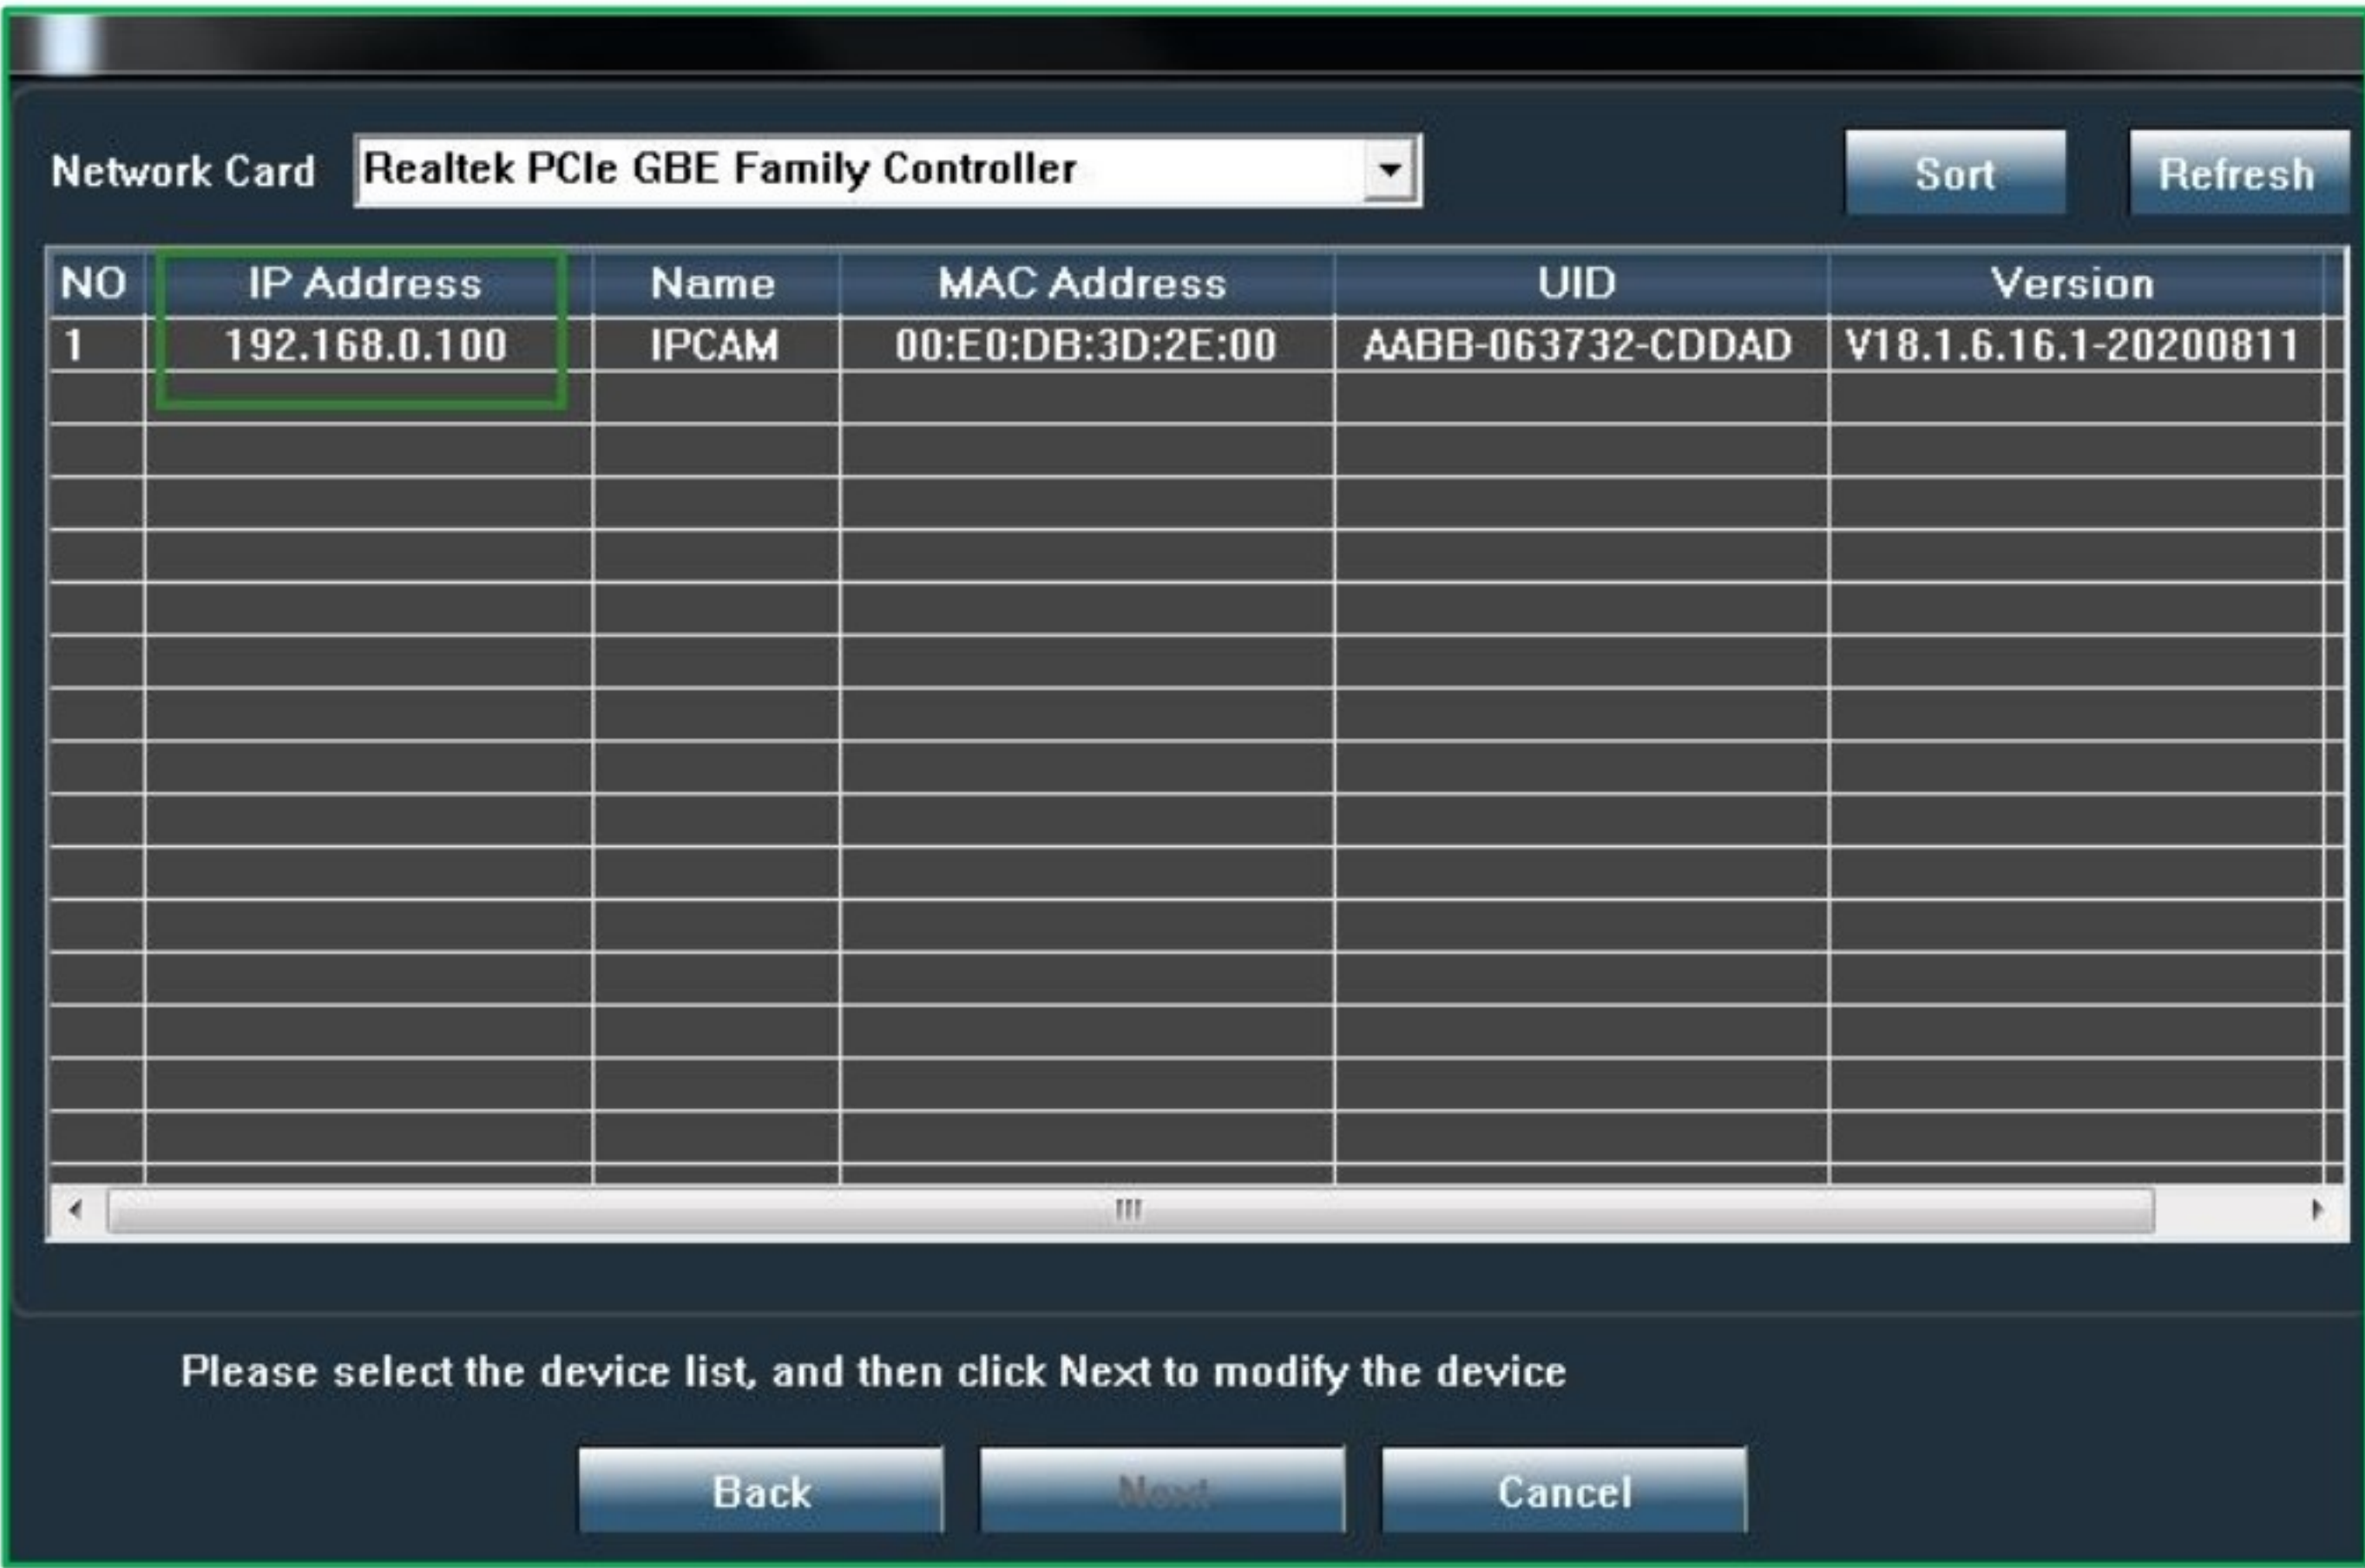 Network Card Realtek PCIe GBE Family Controller Sort Refresh
NO IP Address Name MAC Address UID Version
1 192.168.0.100 IPCAM 00:E0:DB:3D:2E:00 AABB-063732-CDDAD V18.1.6.16.1-20200811
Please select the device list, and then click Next to modify the device
Back Next Cancel